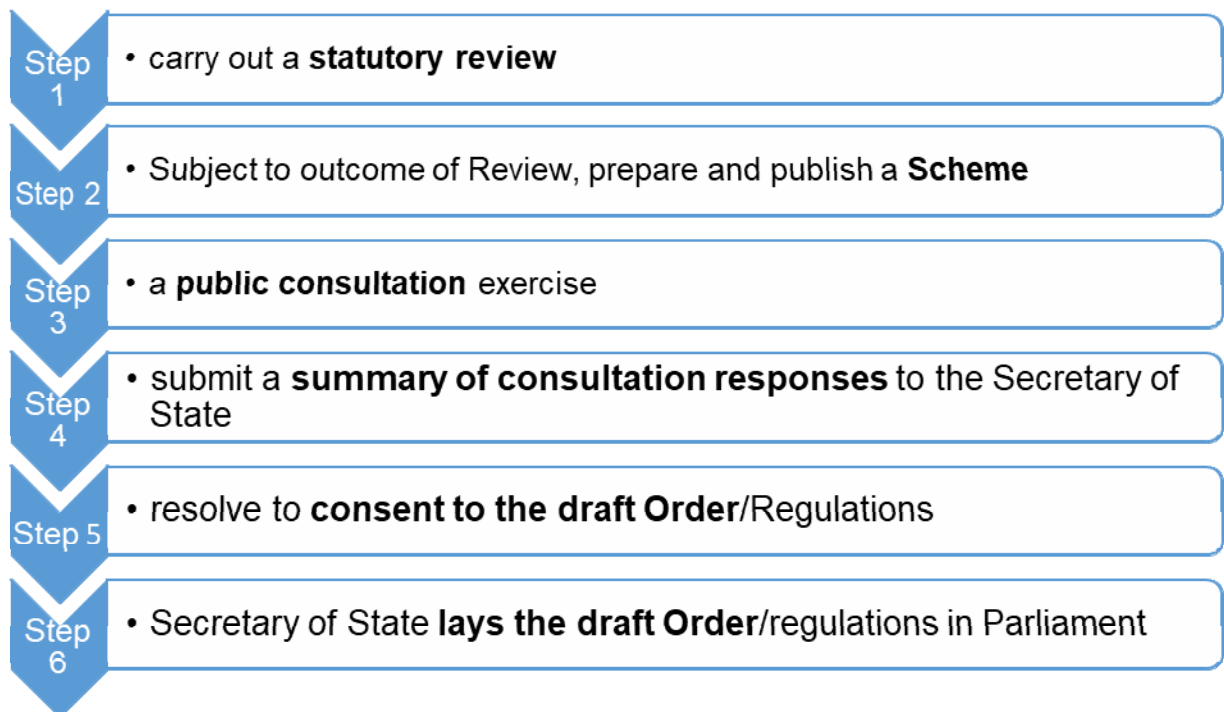 Step
1
• carry out a statutory review
Step 2
• Subject to outcome of Review, prepare and publish a Scheme
Step
3
• a public consultation exercise
Step
4
• submit a summary of consultation responses to the Secretary of
State
Step 5
• resolve to consent to the draft Order/Regulations
Step
6
• Secretary of State lays the draft Order/regulations in Parliament